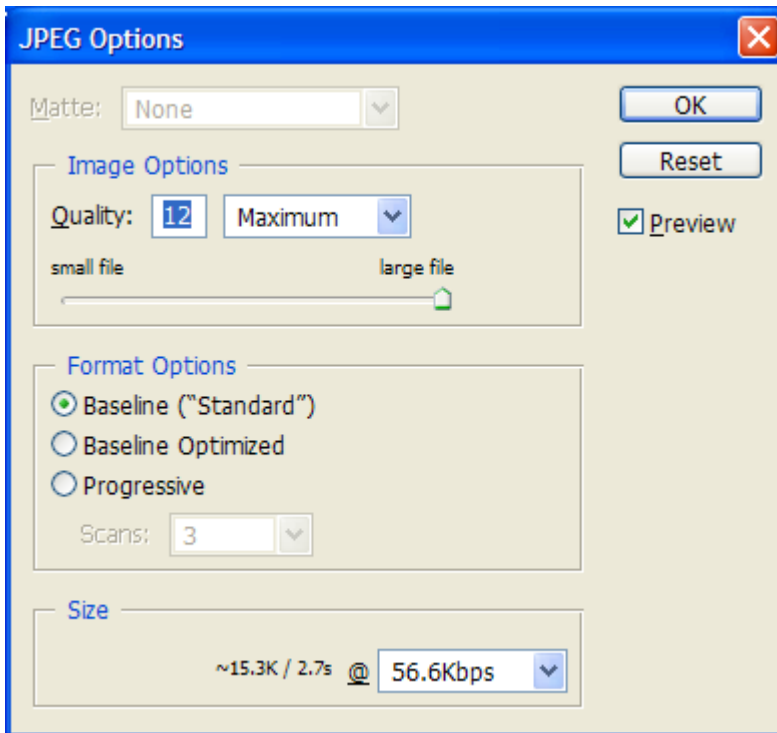 JPEG Options
Matte: None
OK
Image Options
Reset
Quality: 12 Maximum
Preview
small file large file
Format Options
Baseline (“Standard”)
Baseline Optimized
Progressive
Scans: 3
Size
~15.3K / 2.7s @ 56.6Kbps